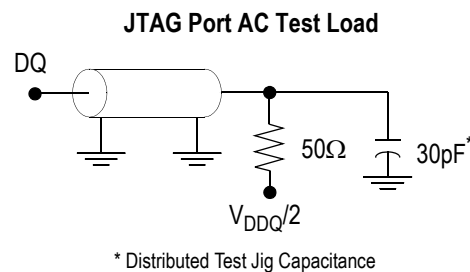 JTAG Port AC Test Load
DQ
50Ω
30pF*
VDDQ/2
* Distributed Test Jig Capacitance